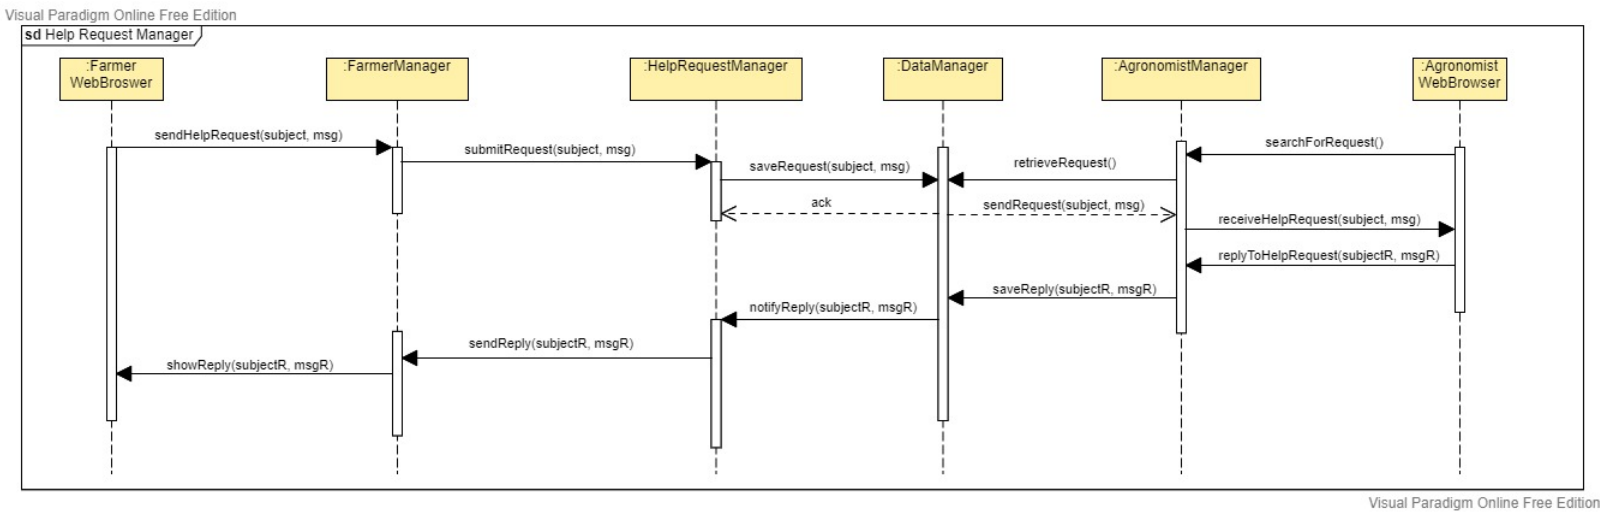 Visual Paradigm Online Free Edition
sd Help Request Manager
:Farmer
WebBroswer
:FarmerManager
:HelpRequestManager
:DataManager
:AgronomistManager
:Agronomist
WebBrowser
sendHelpRequest(subject, msg)
submitRequest(subject, msg)
searchForRequest()
saveRequest(subject, msg)
retrieveRequest()
ack
sendRequest(subject, msg)
receiveHelpRequest(subject, msg)
replyToHelpRequest(subjectR, msgR)
saveReply(subjectR, msgR)
notifyReply(subjectR, msgR)
sendReply(subjectR, msgR)
showReply(subjectR, msgR)
Visual Paradigm Online Free Edition